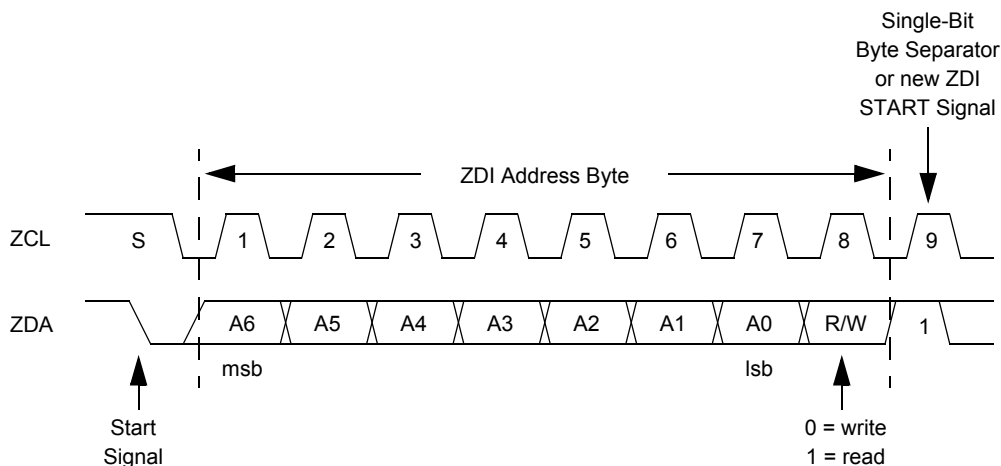 Single-Bit
Byte Separator
or new ZDI
START Signal
ZDI Address Byte
ZCL S 1 2 3 4 5 6 7 8 9
ZDA A6 A5 A4 A3 A2 A1 A0 R/W 1
msb lsb
Start 0 = write
Signal 1 = read